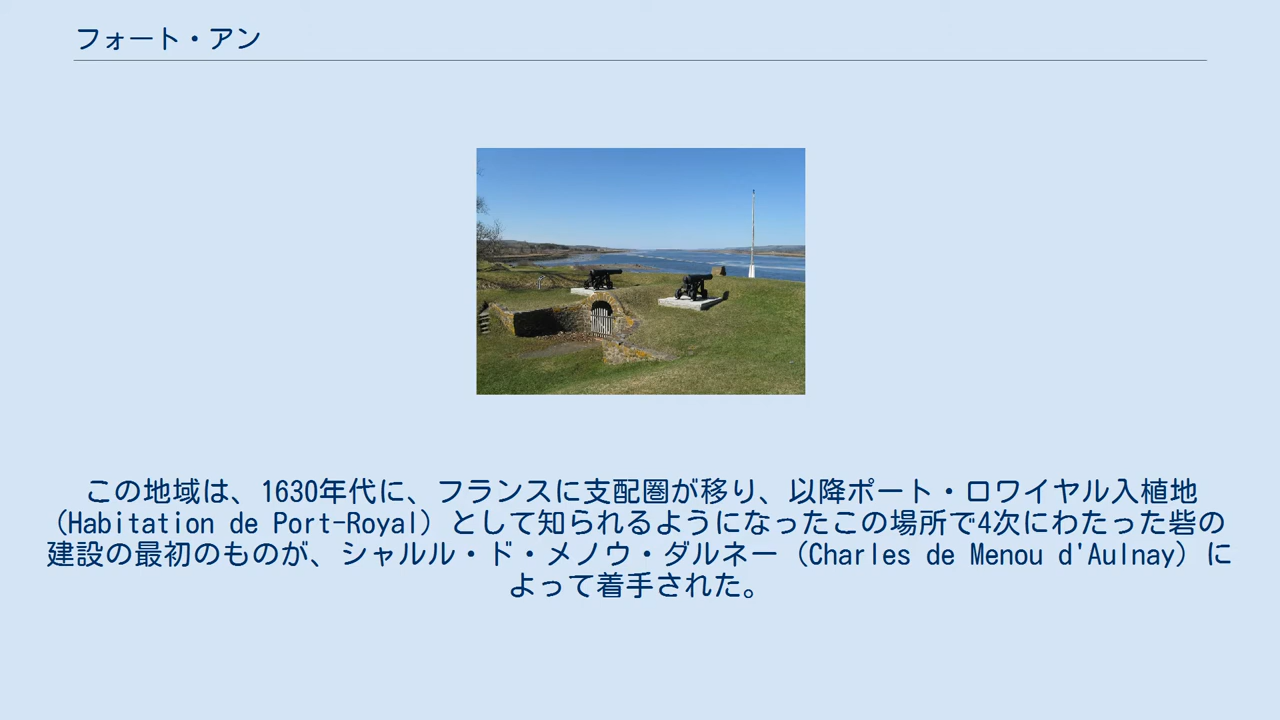 フォート・アン
この地域は、1630年代に、フランスに支配圏が移り、以降ポート・ロワイヤル入植地
（Habitation de Port-Royal）として知られるようになったこの場所で4次にわたった砦の
建設の最初のものが、シャルル・ド・メノウ・ダルネー（Charles de Menou d'Aulnay）に
よって着手された。